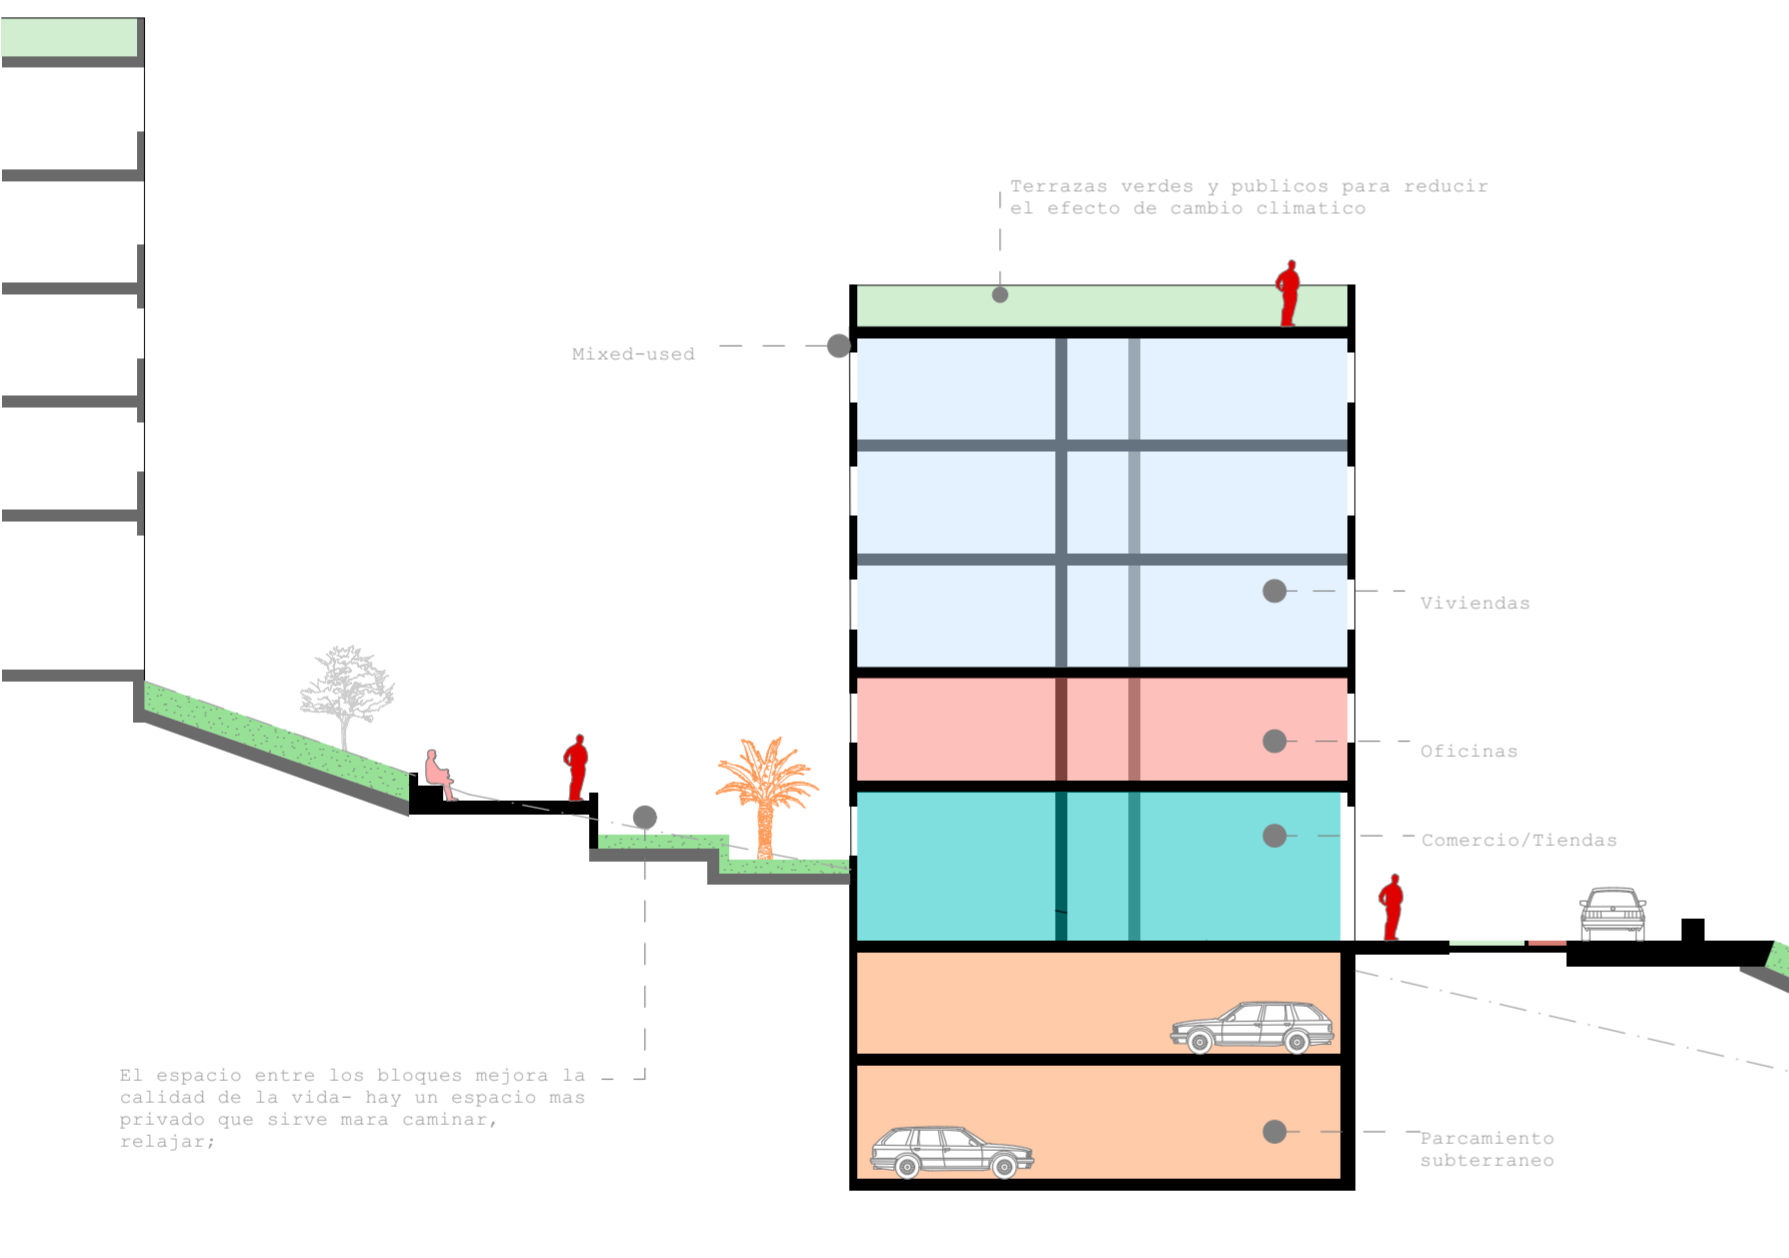 Terrazas verdes y publicos para reducir
el efecto de cambio climatico
Mixed-used
Viviendas
Oficinas
Comercio/Tiendas
El espacio entre los bloques mejora la
calidad de la vida- hay un espacio mas
privado que sirve mara caminar,
relajar;
Parcamiento
subterraneo